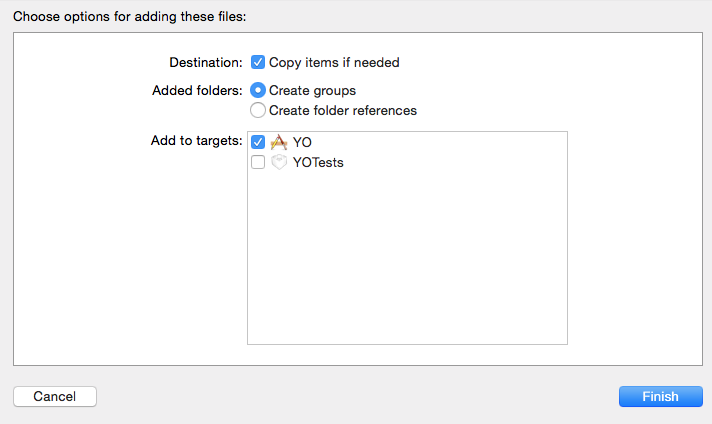 Choose options for adding these files:
Destination: Copy items if needed
Added folders: Create groups
Create folder references
Add to targets: YO
YOTests
Cancel Finish